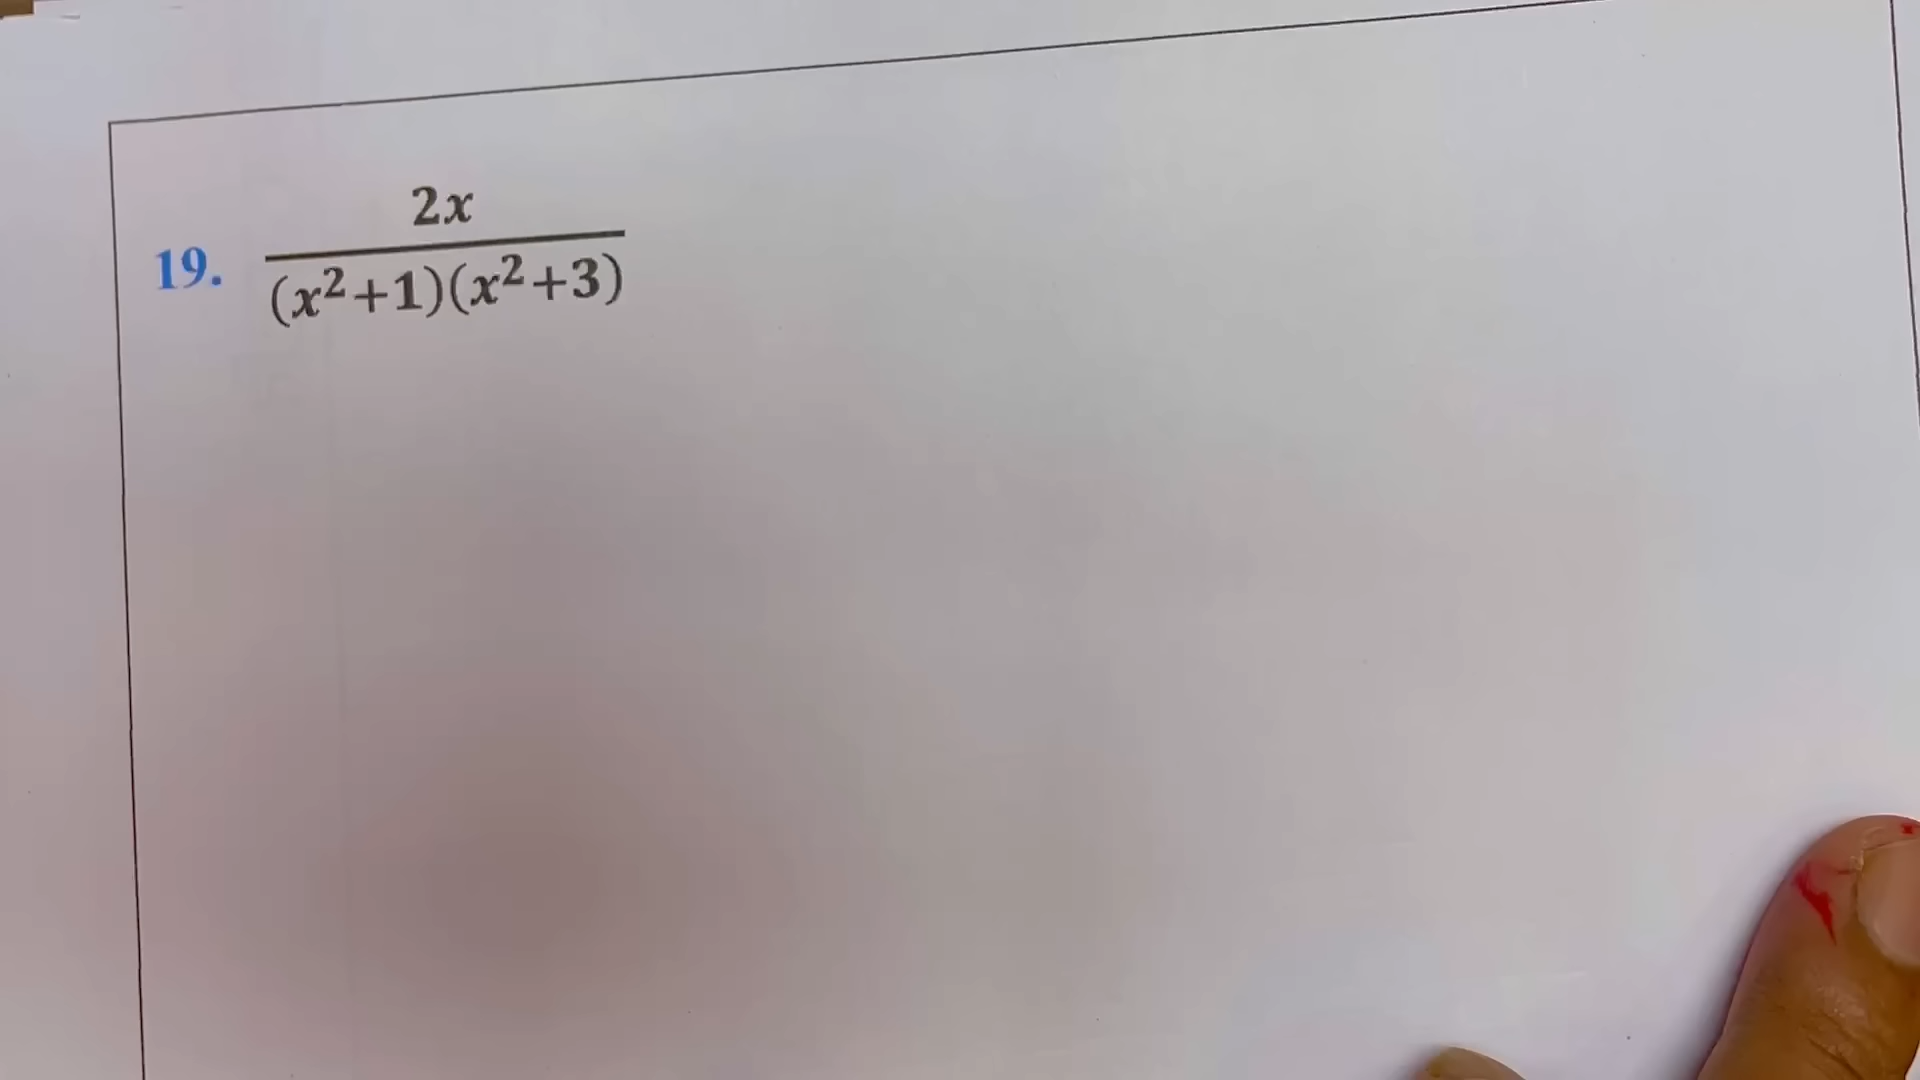 19. 2x
(x²+1)(x²+3)